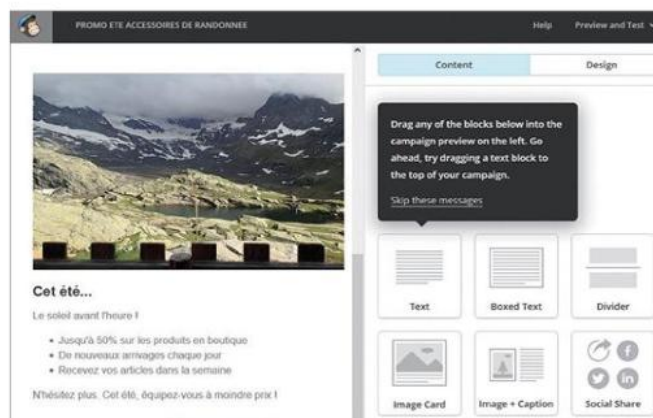 PROMO ETE ACCESSOIRES DE RANDONNEE
Help
Preview and Test
Content
Design
Drag any of the blocks below into the
campaign preview on the left. Go
ahead, try dragging a text block to
the top of your campaign.
Skip these messages
Cet été...
Le soleil avant l'heure !
Jusqu'à 50% sur les produits en boutique
De nouveaux arrivages chaque jour
Recevez vos articles dans la semaine
N'hésitez plus. Cet été, équipez-vous à moindre prix !
Text
Boxed Text
Divider
Image Card
Image + Caption
Social Share